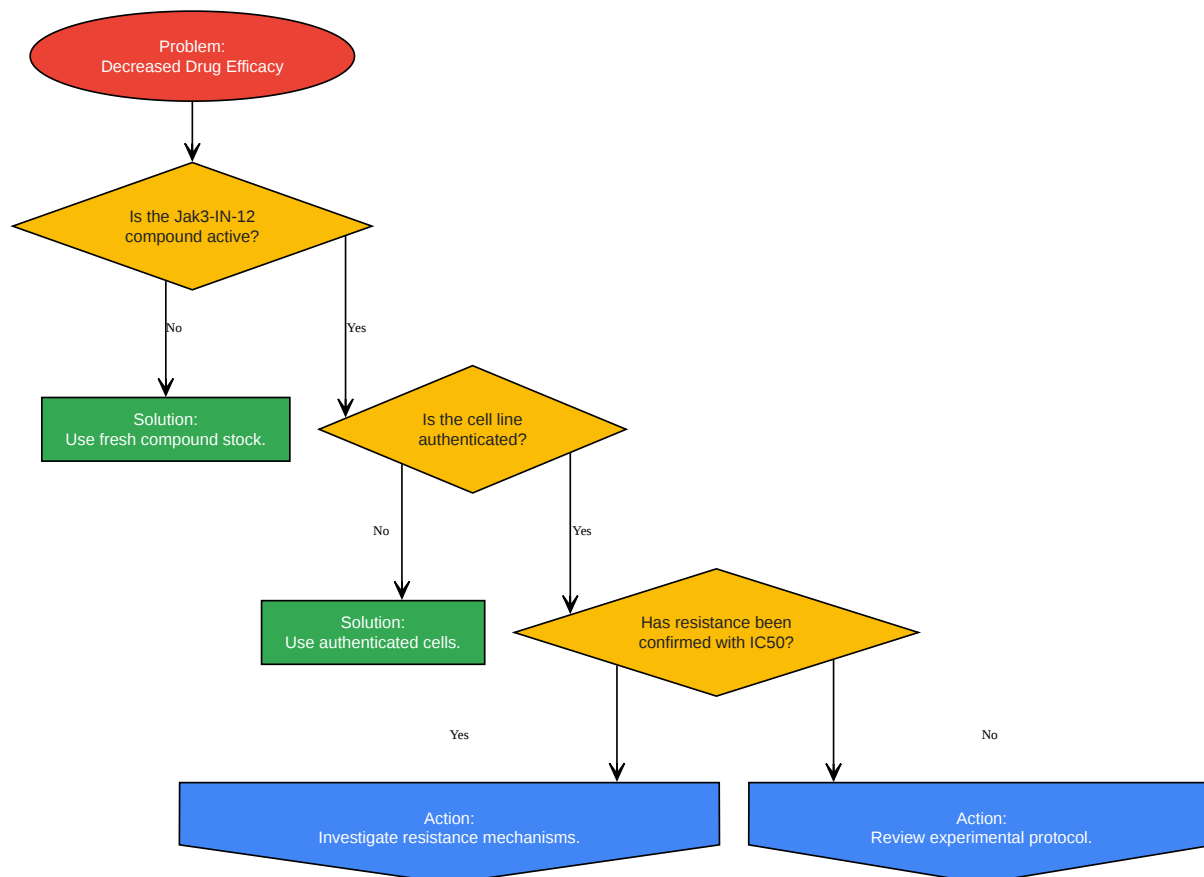 Problem:
Decreased Drug Efficacy
Is the Jak3-IN-12
compound active?
No
Yes
Solution:
Use fresh compound stock.
Is the cell line
authenticated?
No
Yes
Solution:
Use authenticated cells.
Has resistance been
confirmed with IC50?
Yes
No
Action:
Investigate resistance mechanisms.
Action:
Review experimental protocol.